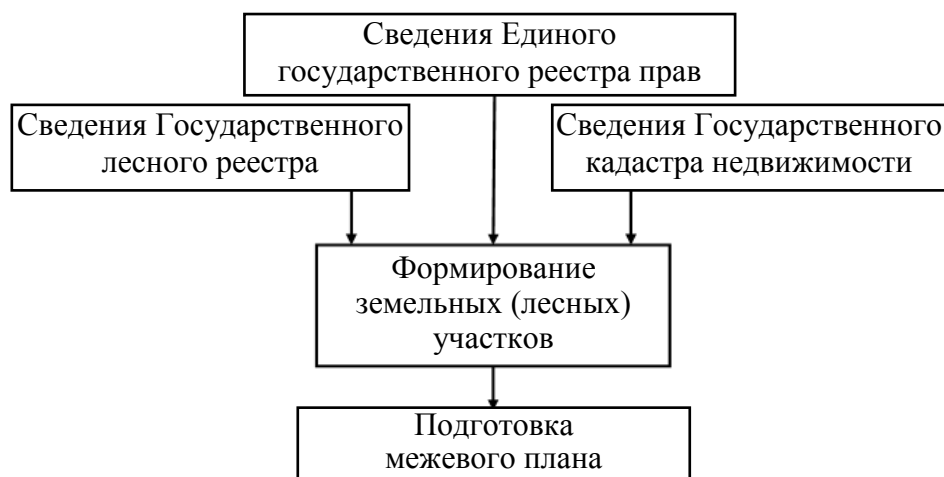 Сведения Единого
государственного реестра прав
Сведения Государственного
лесного реестра
Сведения Государственного
кадастра недвижимости
Формирование
земельных (лесных)
участков
Подготовка
межевого плана